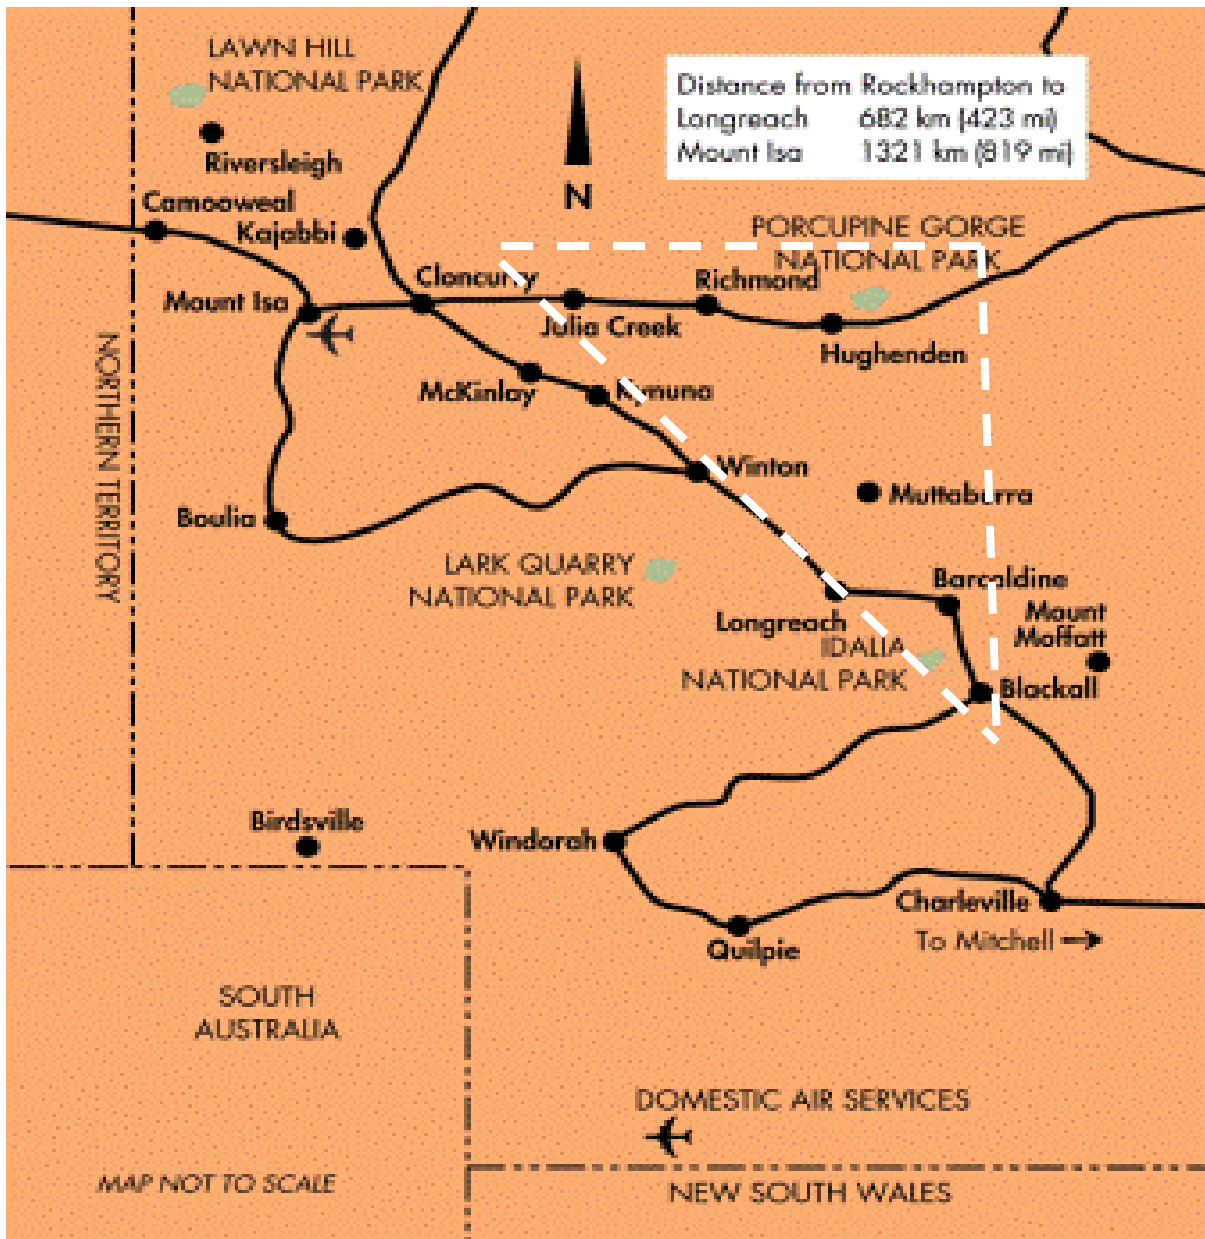 LAWN HILL
NATIONAL PARK
Riversleigh
Camooweal
Kajabbi
N
Distance from Rockhampton to
Longreach 682 km (423 mi)
Mount Isa 1321 km (819 mi)
PORCUPINE GORGE
NATIONAL PARK
Cloncurry
Richmond
Mount Isa
Julia Creek
Hughenden
NORTHERN TERRITORY
McKinlay
Kynuna
Winton
Muttaburra
Boulia
LARK QUARRY
NATIONAL PARK
Barcaldine
Mount
Moffatt
Longreach
IDALIA
NATIONAL PARK
Blackall
Birdsville
Windorah
Charleville
To Mitchell
Quilpie
SOUTH
AUSTRALIA
DOMESTIC AIR SERVICES
MAP NOT TO SCALE
NEW SOUTH WALES